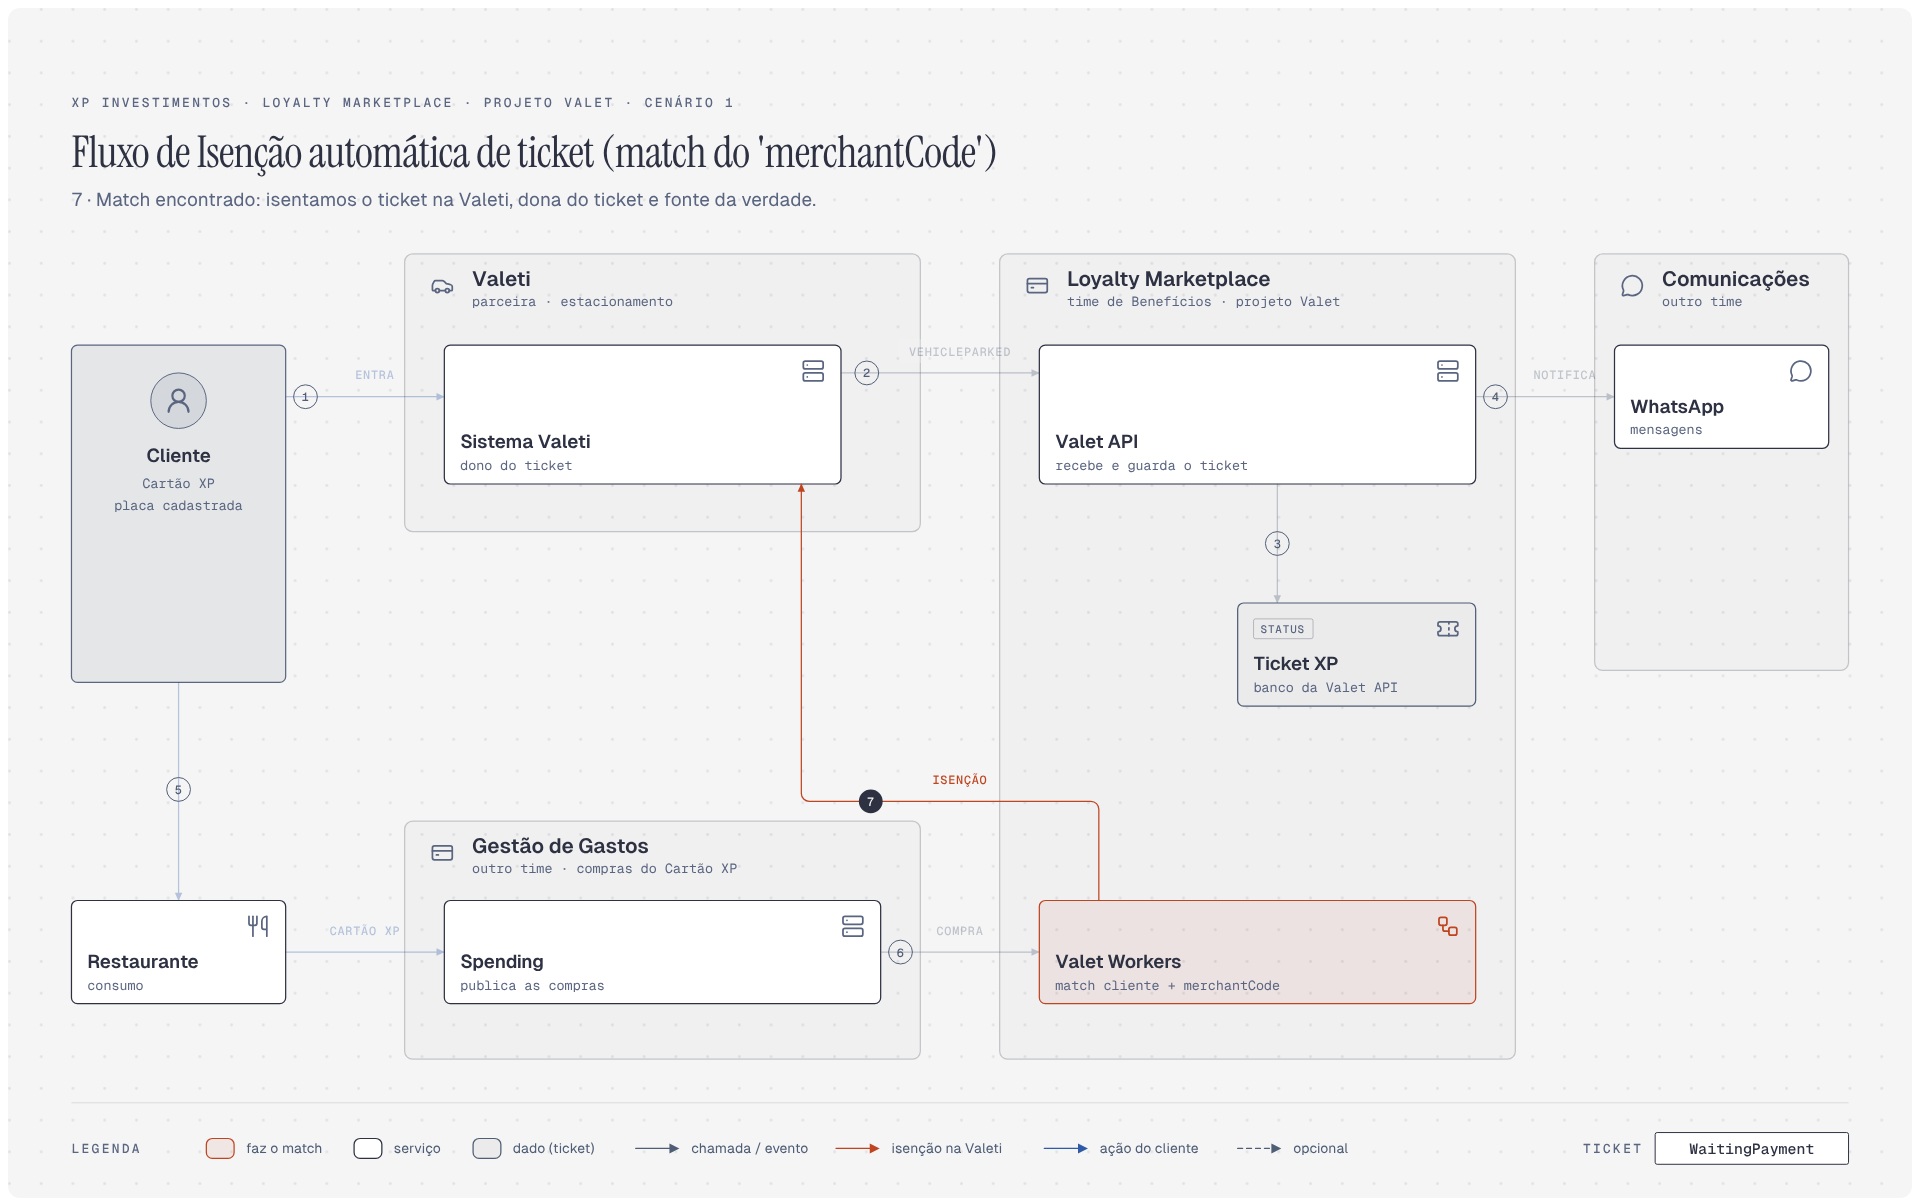 XP INVESTIMENTOS · LOYALTY MARKETPLACE · PROJETO VALET · CENÁRIO 1
Fluxo de Isenção automática de ticket (match do 'merchantCode')
7 · Match encontrado: isentamos o ticket na Valeti, dona do ticket e fonte da verdade.
Valeti
parceira · estacionamento
Loyalty Marketplace
time de Benefícios · projeto Valet
Comunicações
outro time
Cliente
Cartão XP
placa cadastrada
1
ENTRA
Sistema Valeti
dono do ticket
2
VEHICLEPARKED
Valet API
recebe e guarda o ticket
4
NOTIFICA
WhatsApp
mensagens
3
STATUS
Ticket XP
banco da Valet API
5
ISENÇÃO
7
Gestão de Gastos
outro time · compras do Cartão XP
Restaurante
consumo
CARTÃO XP
Spending
publica as compras
6
COMPRA
Valet Workers
match cliente + merchantCode
LEGENDA
faz o match
serviço
dado (ticket)
chamada / evento
isenção na Valeti
ação do cliente
opcional
TICKET
WaitingPayment